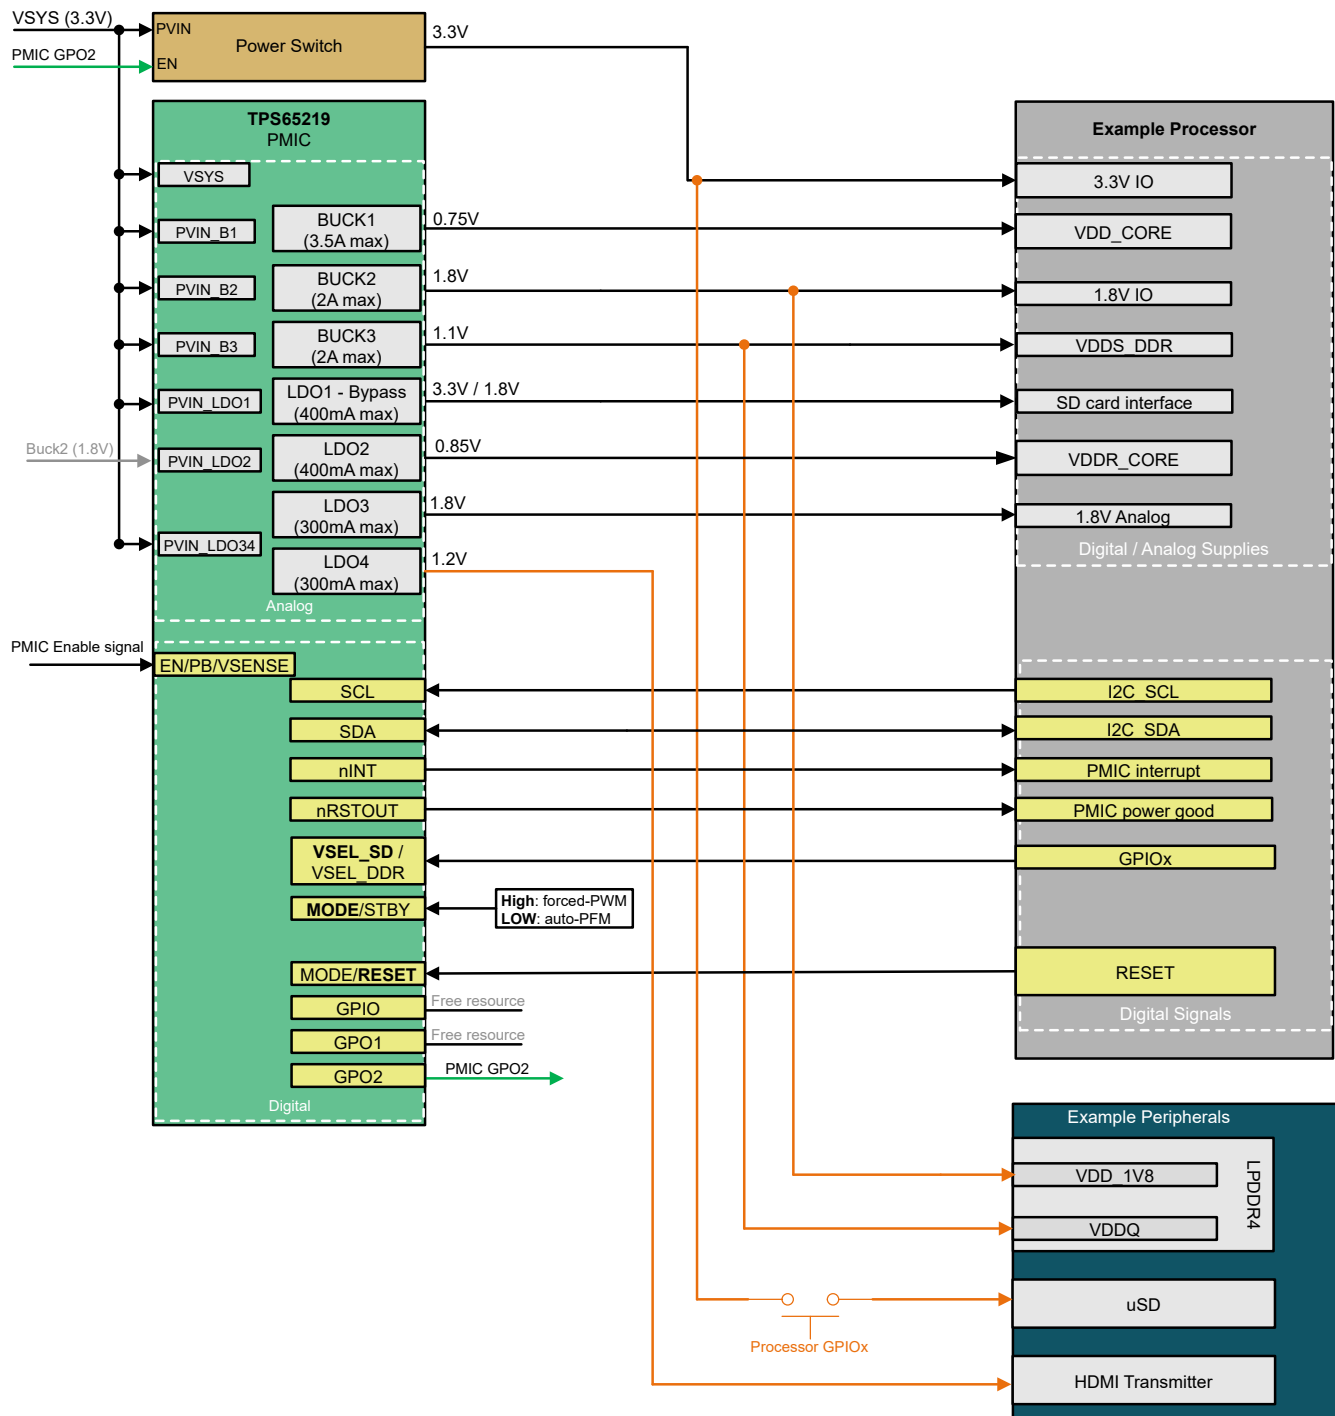 VSYS (3.3V)
PMIC GPO2
PVIN
EN
Power Switch
3.3V
TPS65219
PMIC
VSYS
PVIN_B1
PVIN_B2
PVIN_B3
PVIN_LDO1
Buck2 (1.8V)
PVIN_LDO2
PVIN_LDO34
BUCK1
(3.5A max)
BUCK2
(2A max)
BUCK3
(2A max)
LDO1 - Bypass
(400mA max)
LDO2
(400mA max)
LDO3
(300mA max)
LDO4
(300mA max)
Analog
0.75V
1.8V
1.1V
3.3V / 1.8V
0.85V
1.8V
1.2V
Example Processor
3.3V IO
VDD_CORE
1.8V IO
VDDS_DDR
SD card interface
VDDR_CORE
1.8V Analog
Digital / Analog Supplies
PMIC Enable signal
EN/PB/VSENSE
SCL
SDA
nINT
nRSTOUT
VSEL_SD /
VSEL_DDR
MODE/STBY
High: forced-PWM
LOW: auto-PFM
MODE/RESET
GPIO
Free resource
GPO1
Free resource
GPO2
PMIC GPO2
Digital
I2C_SCL
I2C_SDA
PMIC interrupt
PMIC power good
GPIOx
RESET
Digital Signals
Example Peripherals
VDD_1V8
VDDQ
LPDDR4
uSD
Processor GPIOx
HDMI Transmitter